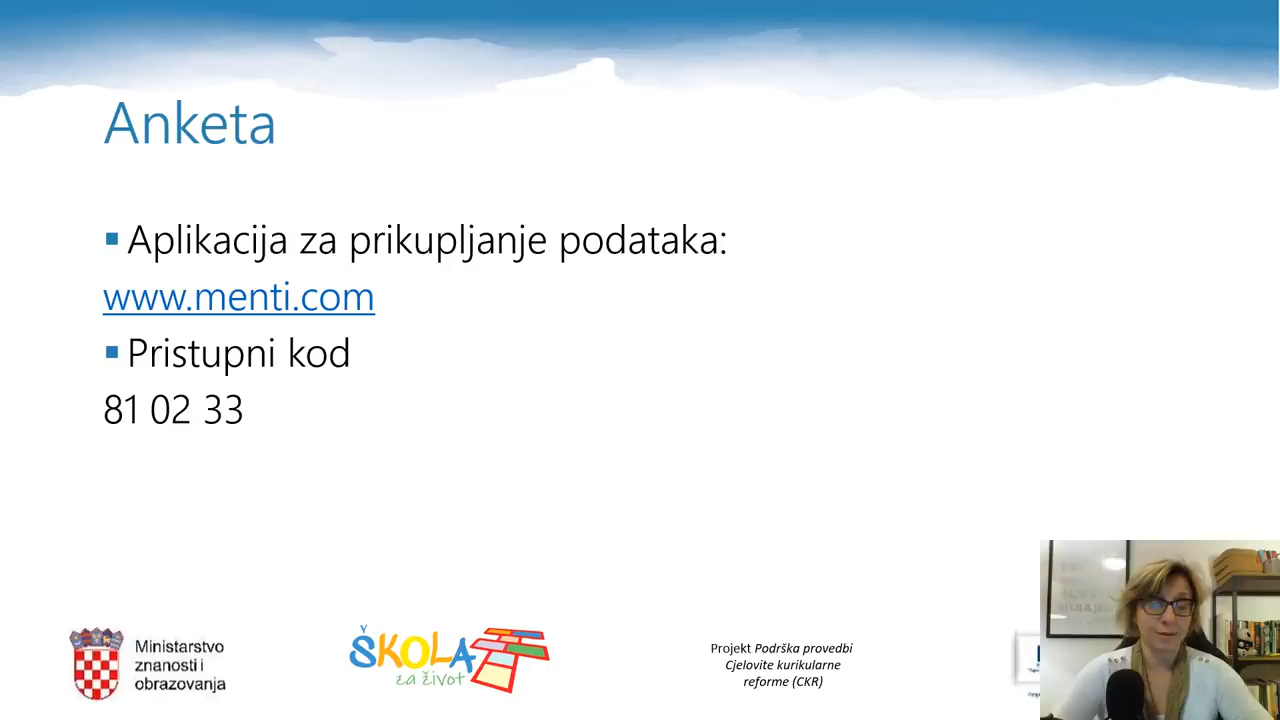 Anketa
▪ Aplikacija za prikupljanje podataka:
www.menti.com
▪ Pristupni kod
81 02 33
Ministarstvo
znanosti i
obrazovanja
ŠKOLA
za život
Projekt Podrška provedbi
Cjelovite kurikularne
reforme (CKR)